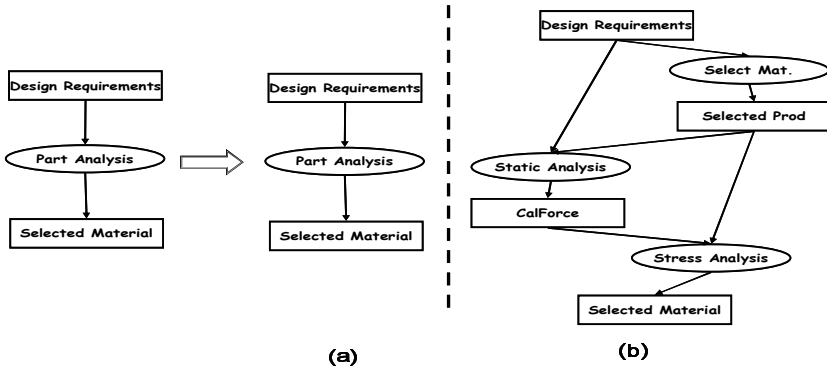 Design Requirements
Part Analysis
Selected Material
Design Requirements
Part Analysis
Selected Material
(a)
Design Requirements
Select Mat.
Selected Prod
Static Analysis
CalForce
Stress Analysis
Selected Material
(b)